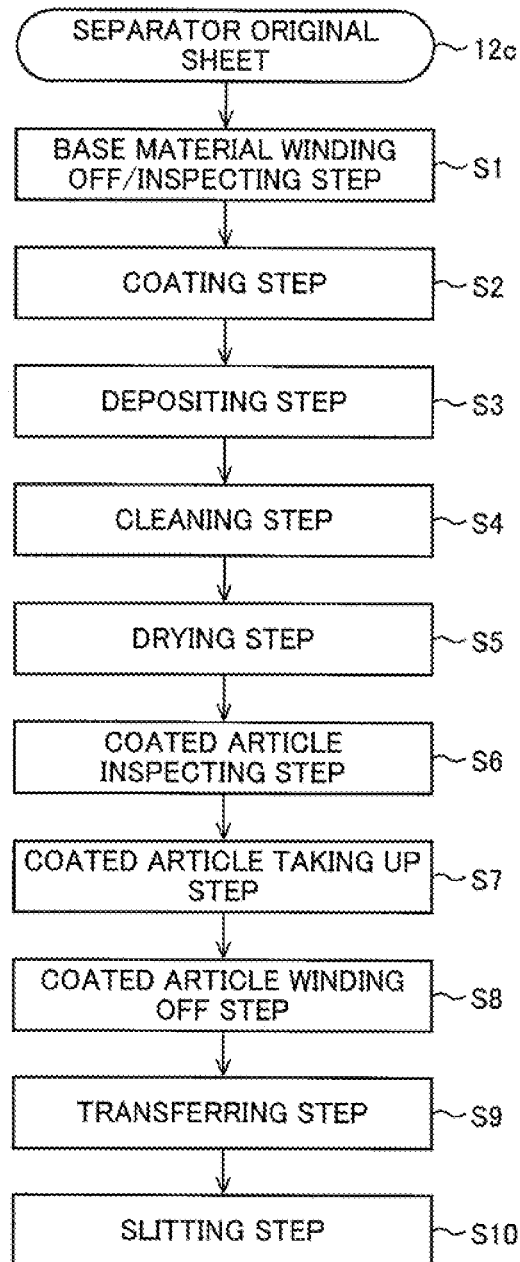 SEPARATOR ORIGINAL
SHEET
12c
BASE MATERIAL WINDING
OFF/INSPECTING STEP
S1
COATING STEP
S2
DEPOSITING STEP
S3
CLEANING STEP
S4
DRYING STEP
S5
COATED ARTICLE
INSPECTING STEP
S6
COATED ARTICLE TAKING UP
STEP
S7
COATED ARTICLE WINDING
OFF STEP
S8
TRANSFERRING STEP
S9
SLITTING STEP
S10